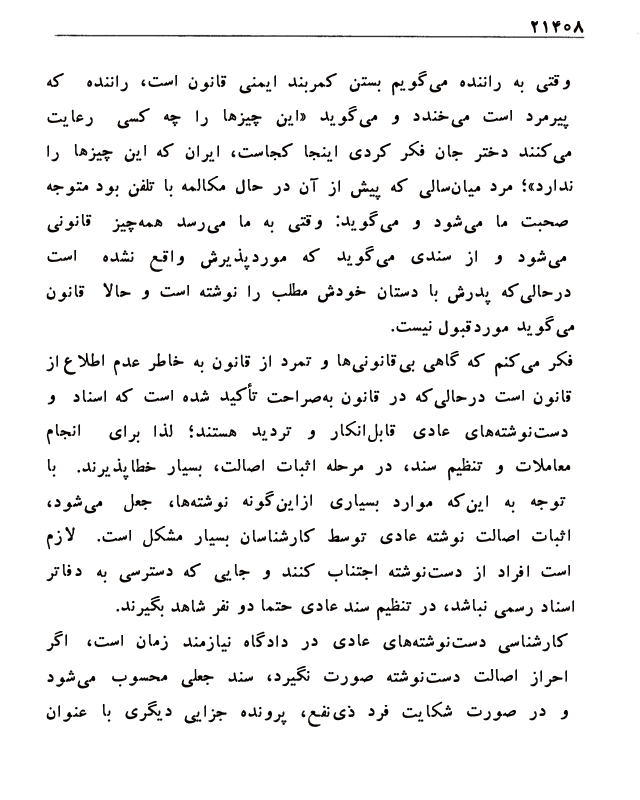 ۲۱۴۰۸
وقتی به راننده می‌گویم بستن کمربند ایمنی قانون است، راننده که
پیرمرد است می‌خندد و می‌گوید «این چیزها را چه کسی رعایت
می‌کنند دختر جان فکر کردی اینجا کجاست، ایران که این چیزها را
ندارد»؛ مرد میان‌سالی که پیش از آن در حال مکالمه با تلفن بود متوجه
صحبت ما می‌شود و می‌گوید: وقتی به ما می‌رسد همه‌چیز قانونی
می‌شود و از سندی می‌گوید که موردپذیرش واقع نشده است
درحالی‌که پدرش با دستان خودش مطلب را نوشته است و حالا قانون
می‌گوید موردقبول نیست.
فکر می‌کنم که گاهی بی‌قانونی‌ها و تمرد از قانون به خاطر عدم اطلاع از
قانون است درحالی‌که در قانون به‌صراحت تأکید شده است که اسناد و
دست‌نوشته‌های عادی قابل‌انکار و تردید هستند؛ لذا برای انجام
معاملات و تنظیم سند، در مرحله اثبات اصالت، بسیار خطاپذیرند. با
توجه به این‌که موارد بسیاری ازاین‌گونه نوشته‌ها، جعل می‌شود،
اثبات اصالت نوشته عادی توسط کارشناسان بسیار مشکل است. لازم
است افراد از دست‌نوشته اجتناب کنند و جایی که دسترسی به دفاتر
اسناد رسمی نباشد، در تنظیم سند عادی حتما دو نفر شاهد بگیرند.
کارشناسی دست‌نوشته‌های عادی در دادگاه نیازمند زمان است، اگر
احراز اصالت دست‌نوشته صورت نگیرد، سند جعلی محسوب می‌شود
و در صورت شکایت فرد ذی‌نفع، پرونده جزایی دیگری با عنوان